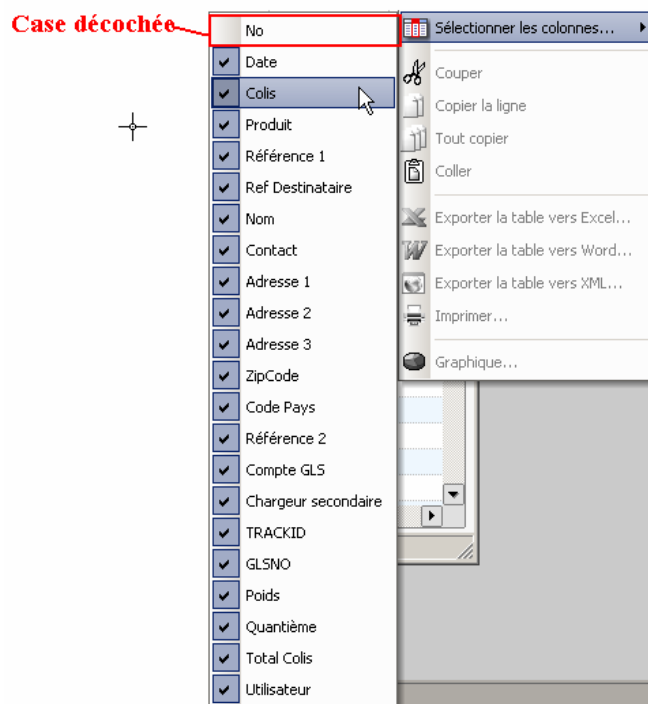 Case décochée
No
Date
Colis
Produit
Référence 1
Ref Destinataire
Nom
Contact
Adresse 1
Adresse 2
Adresse 3
ZipCode
Code Pays
Référence 2
Compte GLS
Chargeur secondaire
TRACKID
GLSNO
Poids
Quantième
Total Colis
Utilisateur
Sélectionner les colonnes...
Couper
Copier la ligne
Tout copier
Coller
Exporter la table vers Excel...
Exporter la table vers Word...
Exporter la table vers XML...
Imprimer...
Graphique...